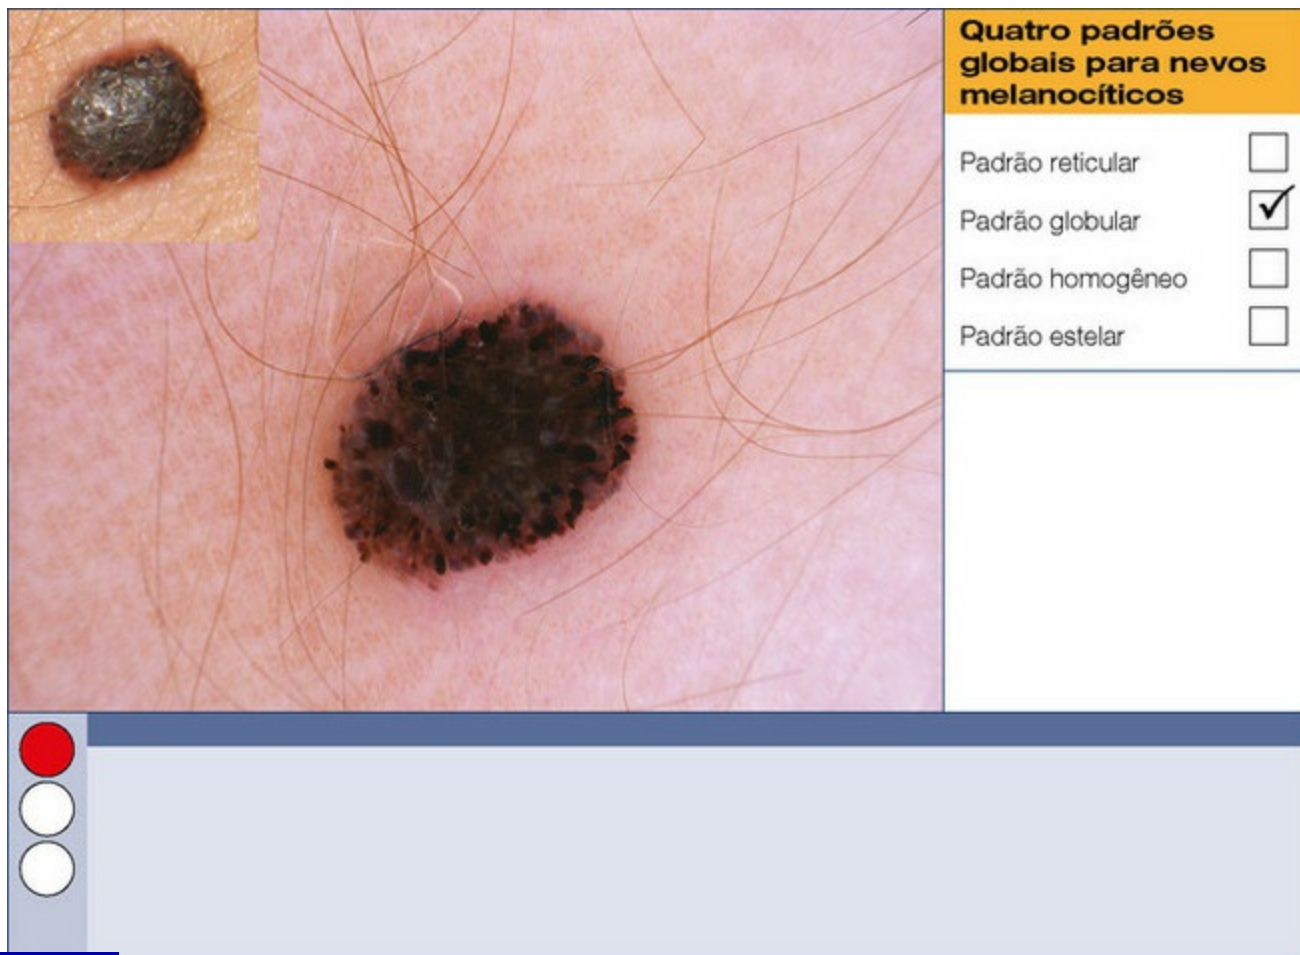 Quatro padrões
globais para nevos
melanocíticos
Padrão reticular
Padrão globular
Padrão homogêneo
Padrão estelar